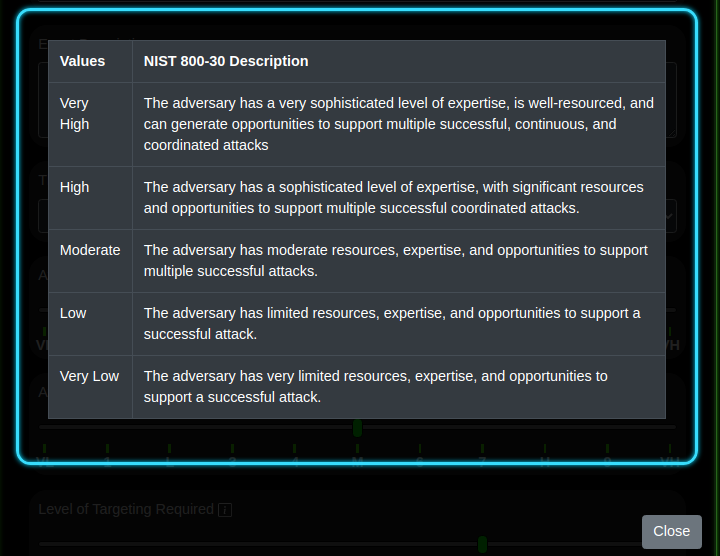 Values NIST 800-30 Description
Very The adversary has a very sophisticated level of expertise, is well-resourced, and
High can generate opportunities to support multiple successful, continuous, and
coordinated attacks
High The adversary has a sophisticated level of expertise, with significant resources
and opportunities to support multiple successful coordinated attacks.
Moderate The adversary has moderate resources, expertise, and opportunities to support
multiple successful attacks.
Low The adversary has limited resources, expertise, and opportunities to support a
successful attack.
Very Low The adversary has very limited resources, expertise, and opportunities to
support a successful attack.
Level of Targeting Required
Close